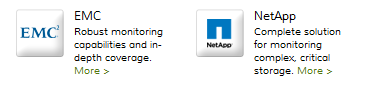 EMC²
EMC
Robust monitoring
capabilities and in-
depth coverage.
More >
NetApp
NetApp
Complete solution
for monitoring
complex, critical
storage. More >